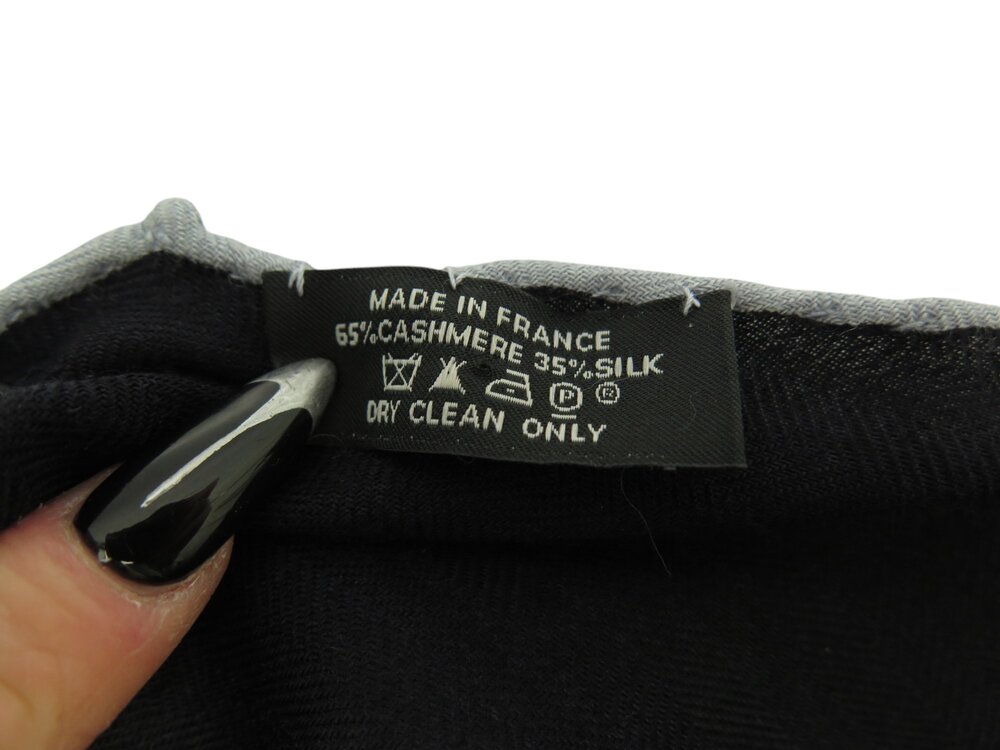 MADE IN FRANCE
65%CASHMERE 35%SILK
P ®
DRY CLEAN ONLY